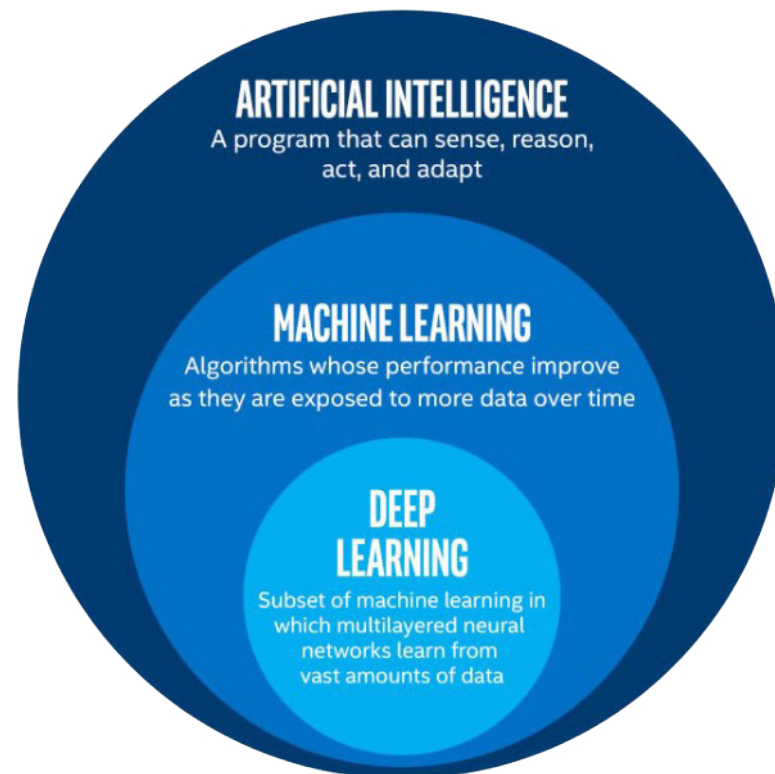 ARTIFICIAL INTELLIGENCE
A program that can sense, reason,
act, and adapt
MACHINE LEARNING
Algorithms whose performance improve
as they are exposed to more data over time
DEEP
LEARNING
Subset of machine learning in
which multilayered neural
networks learn from
vast amounts of data